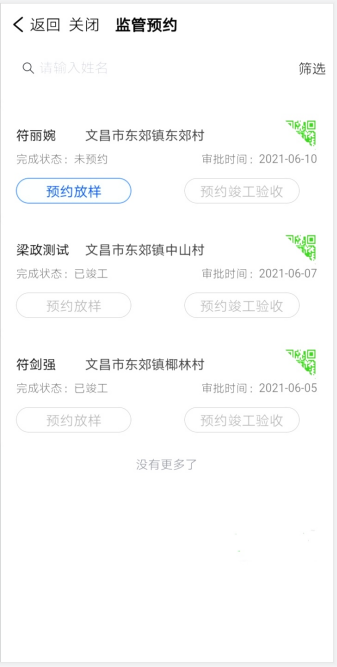 返回 关闭 监管预约
请输入姓名 筛选
符丽婉 文昌市东郊镇东郊村
完成状态：未预约 审批时间：2021-06-10
预约放样 预约竣工验收
梁政测试 文昌市东郊镇中山村
完成状态：已竣工 审批时间：2021-06-07
预约放样 预约竣工验收
符剑强 文昌市东郊镇椰林村
完成状态：已竣工 审批时间：2021-06-05
预约放样 预约竣工验收
没有更多了